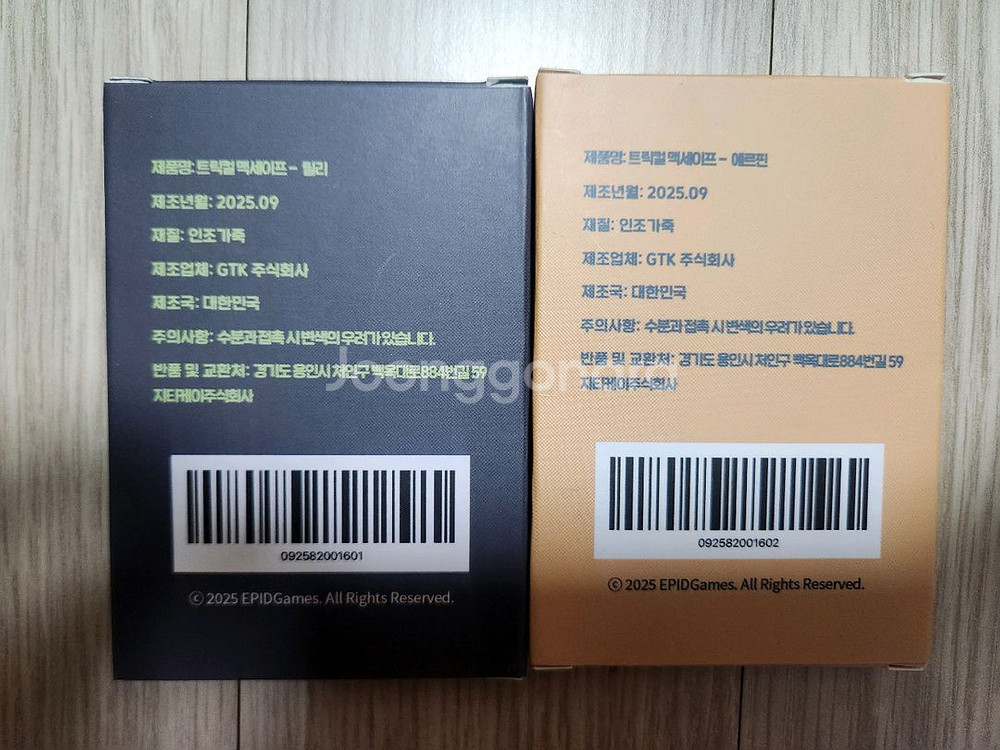 제품명: 트릭컬 맥세이프 - 릴리
제조년월: 2025.09
재질: 인조가죽
제조업체: GTK 주식회사
제조국: 대한민국
주의사항: 수분과 접촉 시 변색의 우려가 있습니다.
반품 및 교환처: 경기도 용인시 처인구 백옥대로884번길 59
지티케이주식회사
092582001601
ⓒ 2025 EPIDGames. All Rights Reserved.
제품명: 트릭컬 맥세이프 - 에르핀
제조년월: 2025.09
재질: 인조가죽
제조업체: GTK 주식회사
제조국: 대한민국
주의사항: 수분과 접촉 시 변색의 우려가 있습니다.
반품 및 교환처: 경기도 용인시 처인구 백옥대로884번길 59
지티케이주식회사
092582001602
ⓒ 2025 EPIDGames. All Rights Reserved.
Joonggonara